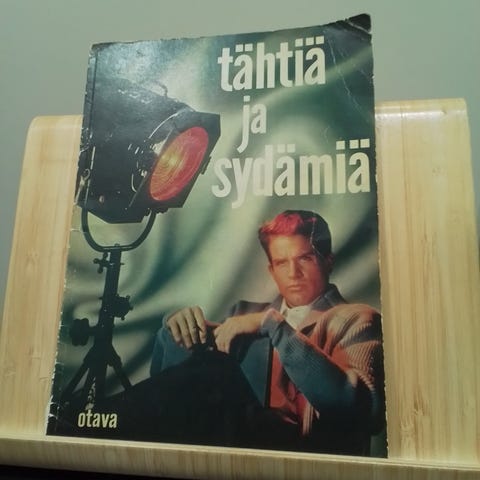 tähtiä
ja
sydämiä
otava